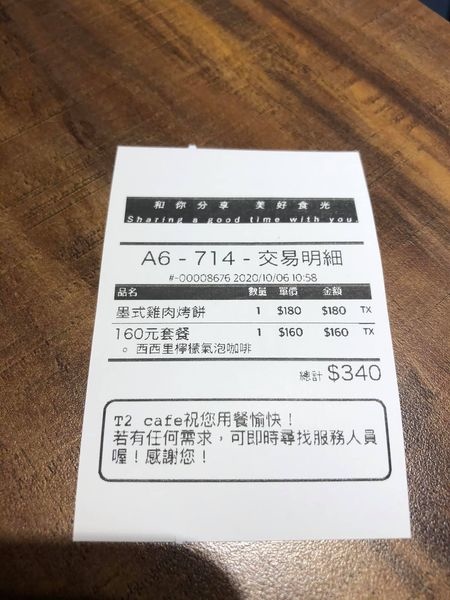 和你分享 美好食光
Sharing a good time with you.
A6 - 714 - 交易明細
#-00008676 2020/10/06 10:58
品名 數量 單價 金額
墨式雞肉烤餅 1 $180 $180 TX
160元套餐 1 $160 $160 TX
。西西里檸檬氣泡咖啡
總計 $340
T2 cafe祝您用餐愉快！
若有任何需求，可即時尋找服務人員
喔！感謝您！